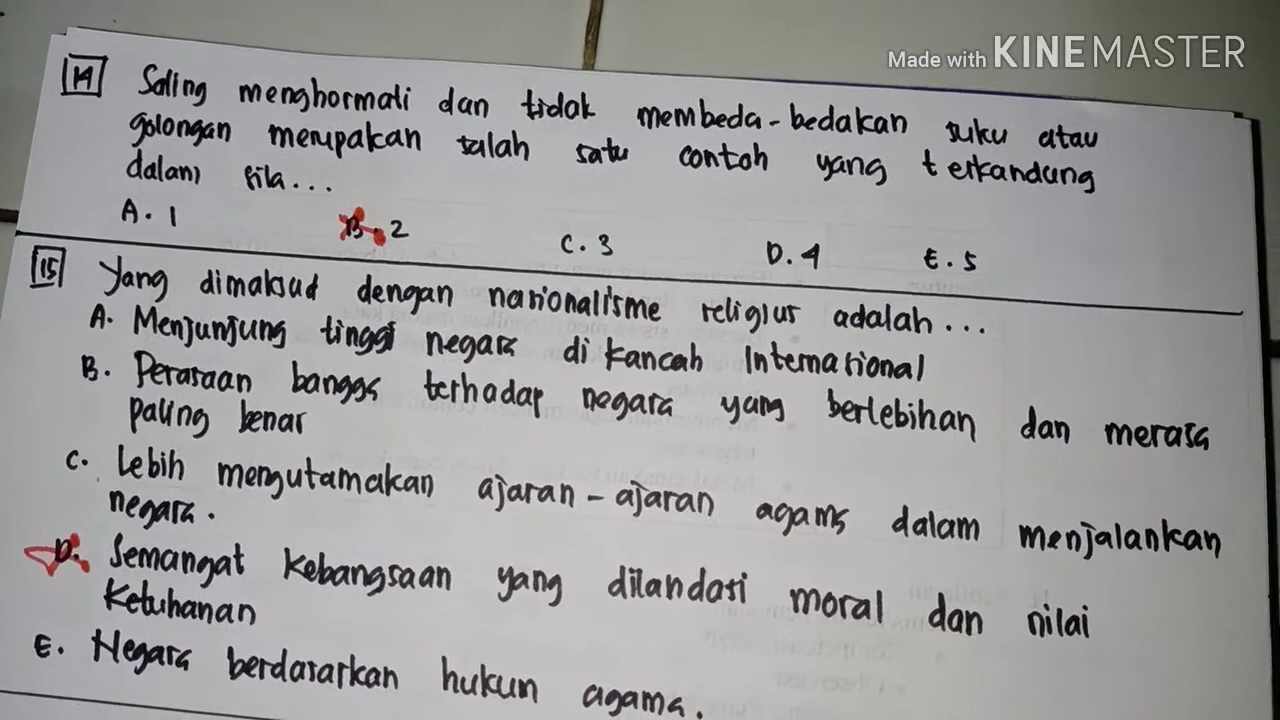 Made with KINEMASTER
14 Saling menghormati dan tidak membeda-bedakan suku atau
golongan merupakan salah satu contoh yang terkandung
dalam sila...
A. 1 B. 2 C. 3 D. 4 E. 5
15 Yang dimaksud dengan nasionalisme religius adalah...
A. Menjunjung tinggi negara di kancah Internasional
B. Perasaan bangga terhadap negara yang berlebihan dan merasa
paling benar
C. Lebih mengutamakan ajaran-ajaran agama dalam menjalankan
negara.
D. Semangat kebangsaan yang dilandasi moral dan nilai
Ketuhanan
E. Negara berdasarkan hukum agama.